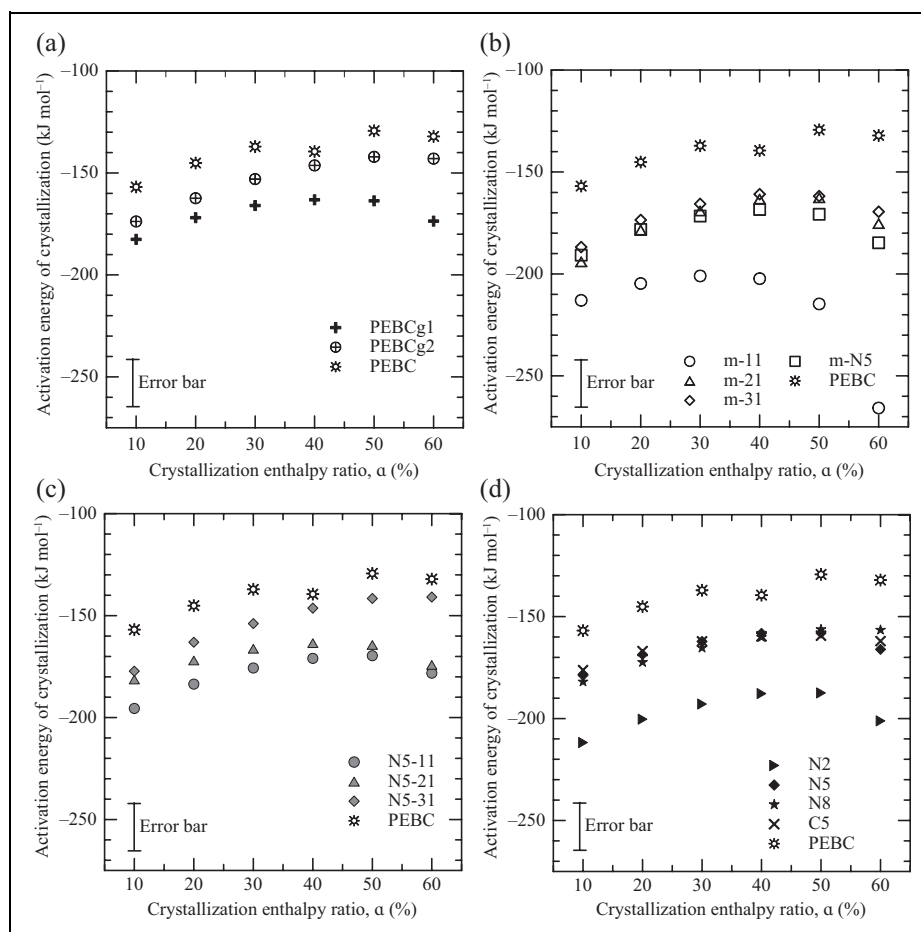 (a)
Activation energy of crystallization (kJ mol⁻¹)
−100
−150
−200
−250
PEBCg1
PEBCg2
PEBC
Error bar
10 20 30 40 50 60
Crystallization enthalpy ratio, α (%)
(b)
Activation energy of crystallization (kJ mol⁻¹)
−100
−150
−200
−250
m-11
m-21
m-31
m-N5
PEBC
Error bar
10 20 30 40 50 60
Crystallization enthalpy ratio, α (%)
(c)
Activation energy of crystallization (kJ mol⁻¹)
−100
−150
−200
−250
N5-11
N5-21
N5-31
PEBC
Error bar
10 20 30 40 50 60
Crystallization enthalpy ratio, α (%)
(d)
Activation energy of crystallization (kJ mol⁻¹)
−100
−150
−200
−250
N2
N5
N8
C5
PEBC
Error bar
10 20 30 40 50 60
Crystallization enthalpy ratio, α (%)